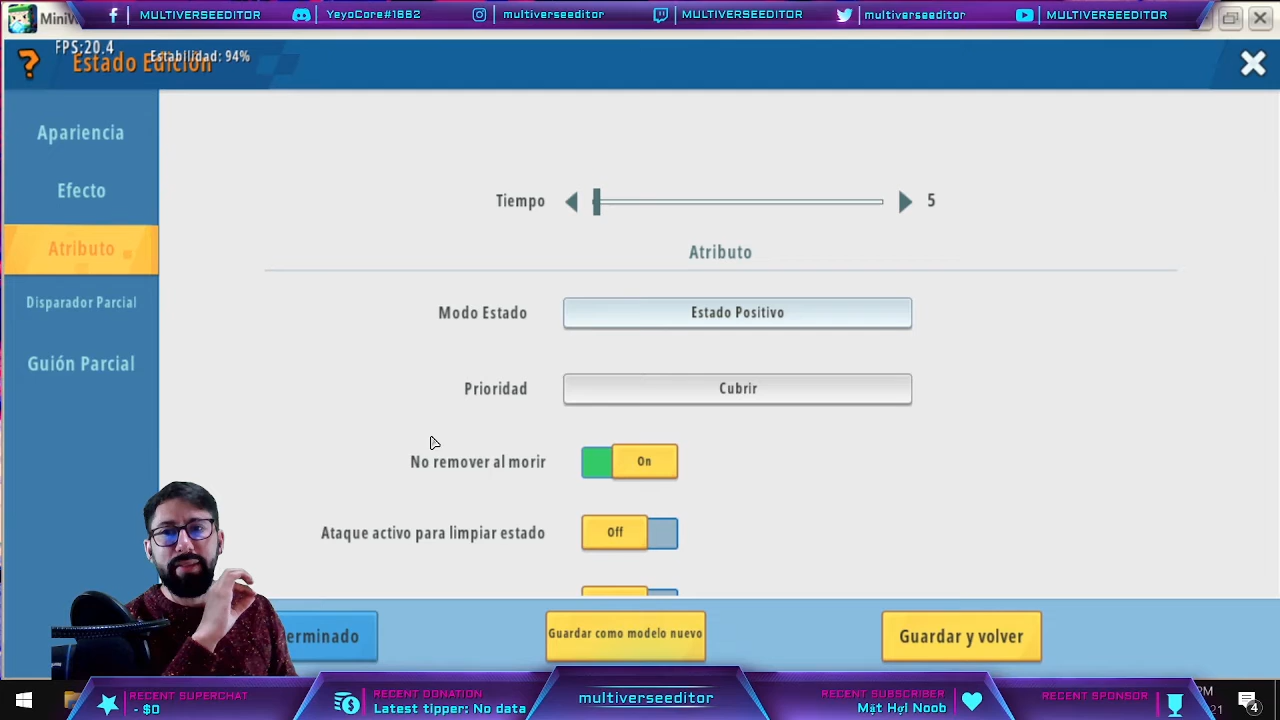 MULTIVERSEEDITOR
YeyoCore#1882
multiverseeditor
MULTIVERSEEDITOR
multiverseeditor
MULTIVERSEEDITOR
FPS:20.4
Estabilidad: 94%
? Estado Edición
Apariencia
Efecto
Atributo
Disparador Parcial
Guión Parcial
Tiempo
5
Atributo
Modo Estado
Estado Positivo
Prioridad
Cubrir
No remover al morir
On
Ataque activo para limpiar estado
Off
Guardar como modelo nuevo
Guardar y volver
RECENT SUPERCHAT
- $0
RECENT DONATION
Latest tipper: No data
multiverseeditor
RECENT SUBSCRIBER
Mật Hợi Noob
RECENT SPONSOR